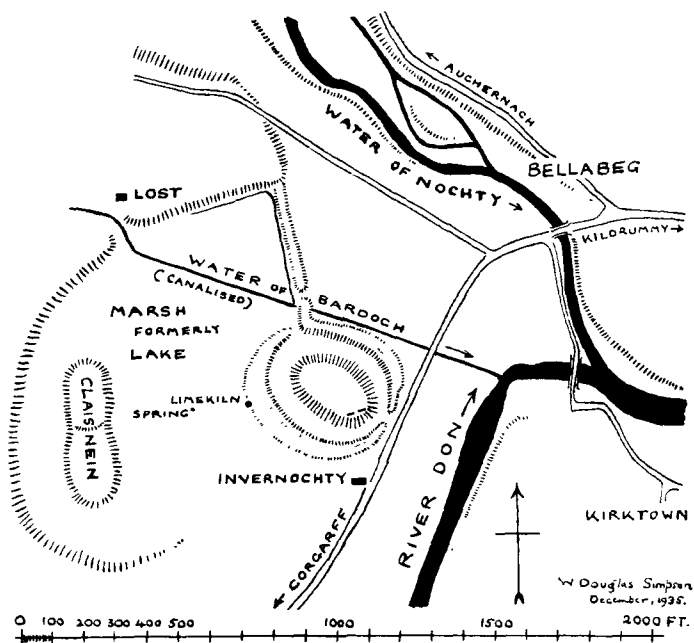 ← AUCHERNACH
WATER OF NOCHTY →
BELLABEG
KILDRUMMY →
LOST
WATER OF BARDOCH
(CANALISED)
MARSH
FORMERLY
LAKE
CLAISNEIN
LIMEKILN
SPRING
INVERNOCHTY
CORGARFF
RIVER DON →
KIRKTOWN
W Douglas Simpson
December, 1935.
0 100 200 300 400 500 1000 1500 2000 FT.